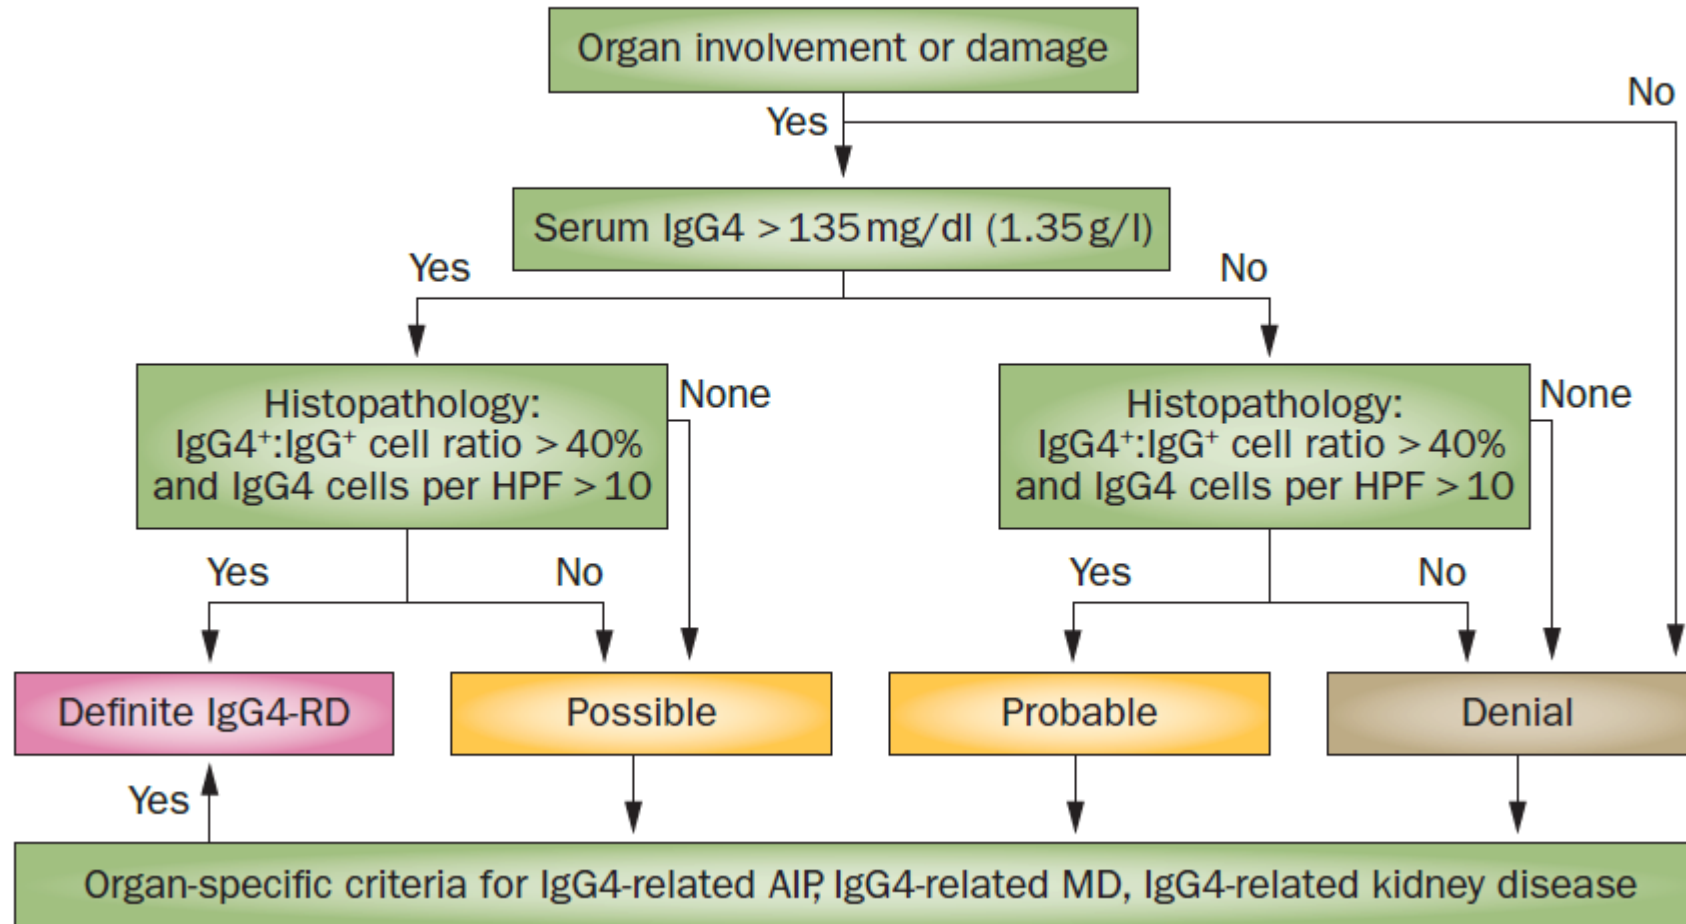 Organ involvement or damage
No
Yes
Serum IgG4 > 135 mg/dl (1.35 g/l)
Yes
No
Histopathology:
IgG4⁺:IgG⁺ cell ratio > 40%
and IgG4 cells per HPF > 10
None
Histopathology:
IgG4⁺:IgG⁺ cell ratio > 40%
and IgG4 cells per HPF > 10
None
Yes
No
Yes
No
Definite IgG4-RD
Possible
Probable
Denial
Yes
Organ-specific criteria for IgG4-related AIP, IgG4-related MD, IgG4-related kidney disease